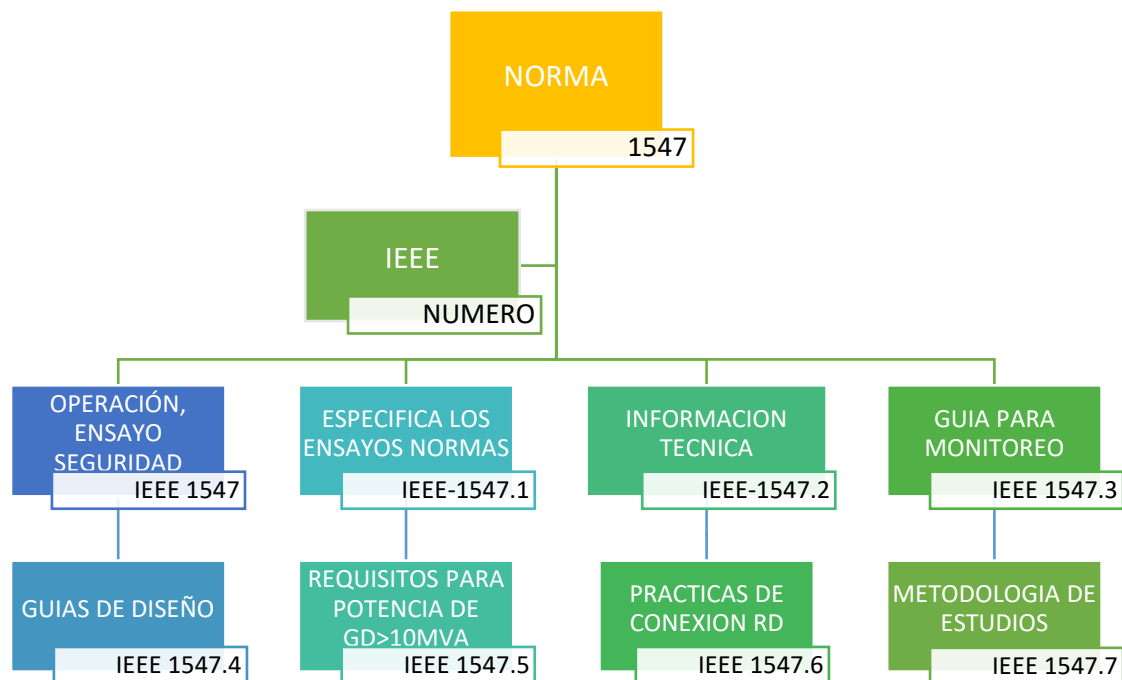 NORMA
1547
IEEE
NUMERO
OPERACIÓN,
ENSAYO
SEGURIDAD
IEEE 1547
ESPECIFICA LOS
ENSAYOS NORMAS
IEEE-1547.1
INFORMACION
TECNICA
IEEE-1547.2
GUIA PARA
MONITOREO
IEEE 1547.3
GUIAS DE DISEÑO
IEEE 1547.4
REQUISITOS PARA
POTENCIA DE
GD>10MVA
IEEE 1547.5
PRACTICAS DE
CONEXION RD
IEEE 1547.6
METODOLOGIA DE
ESTUDIOS
IEEE 1547.7